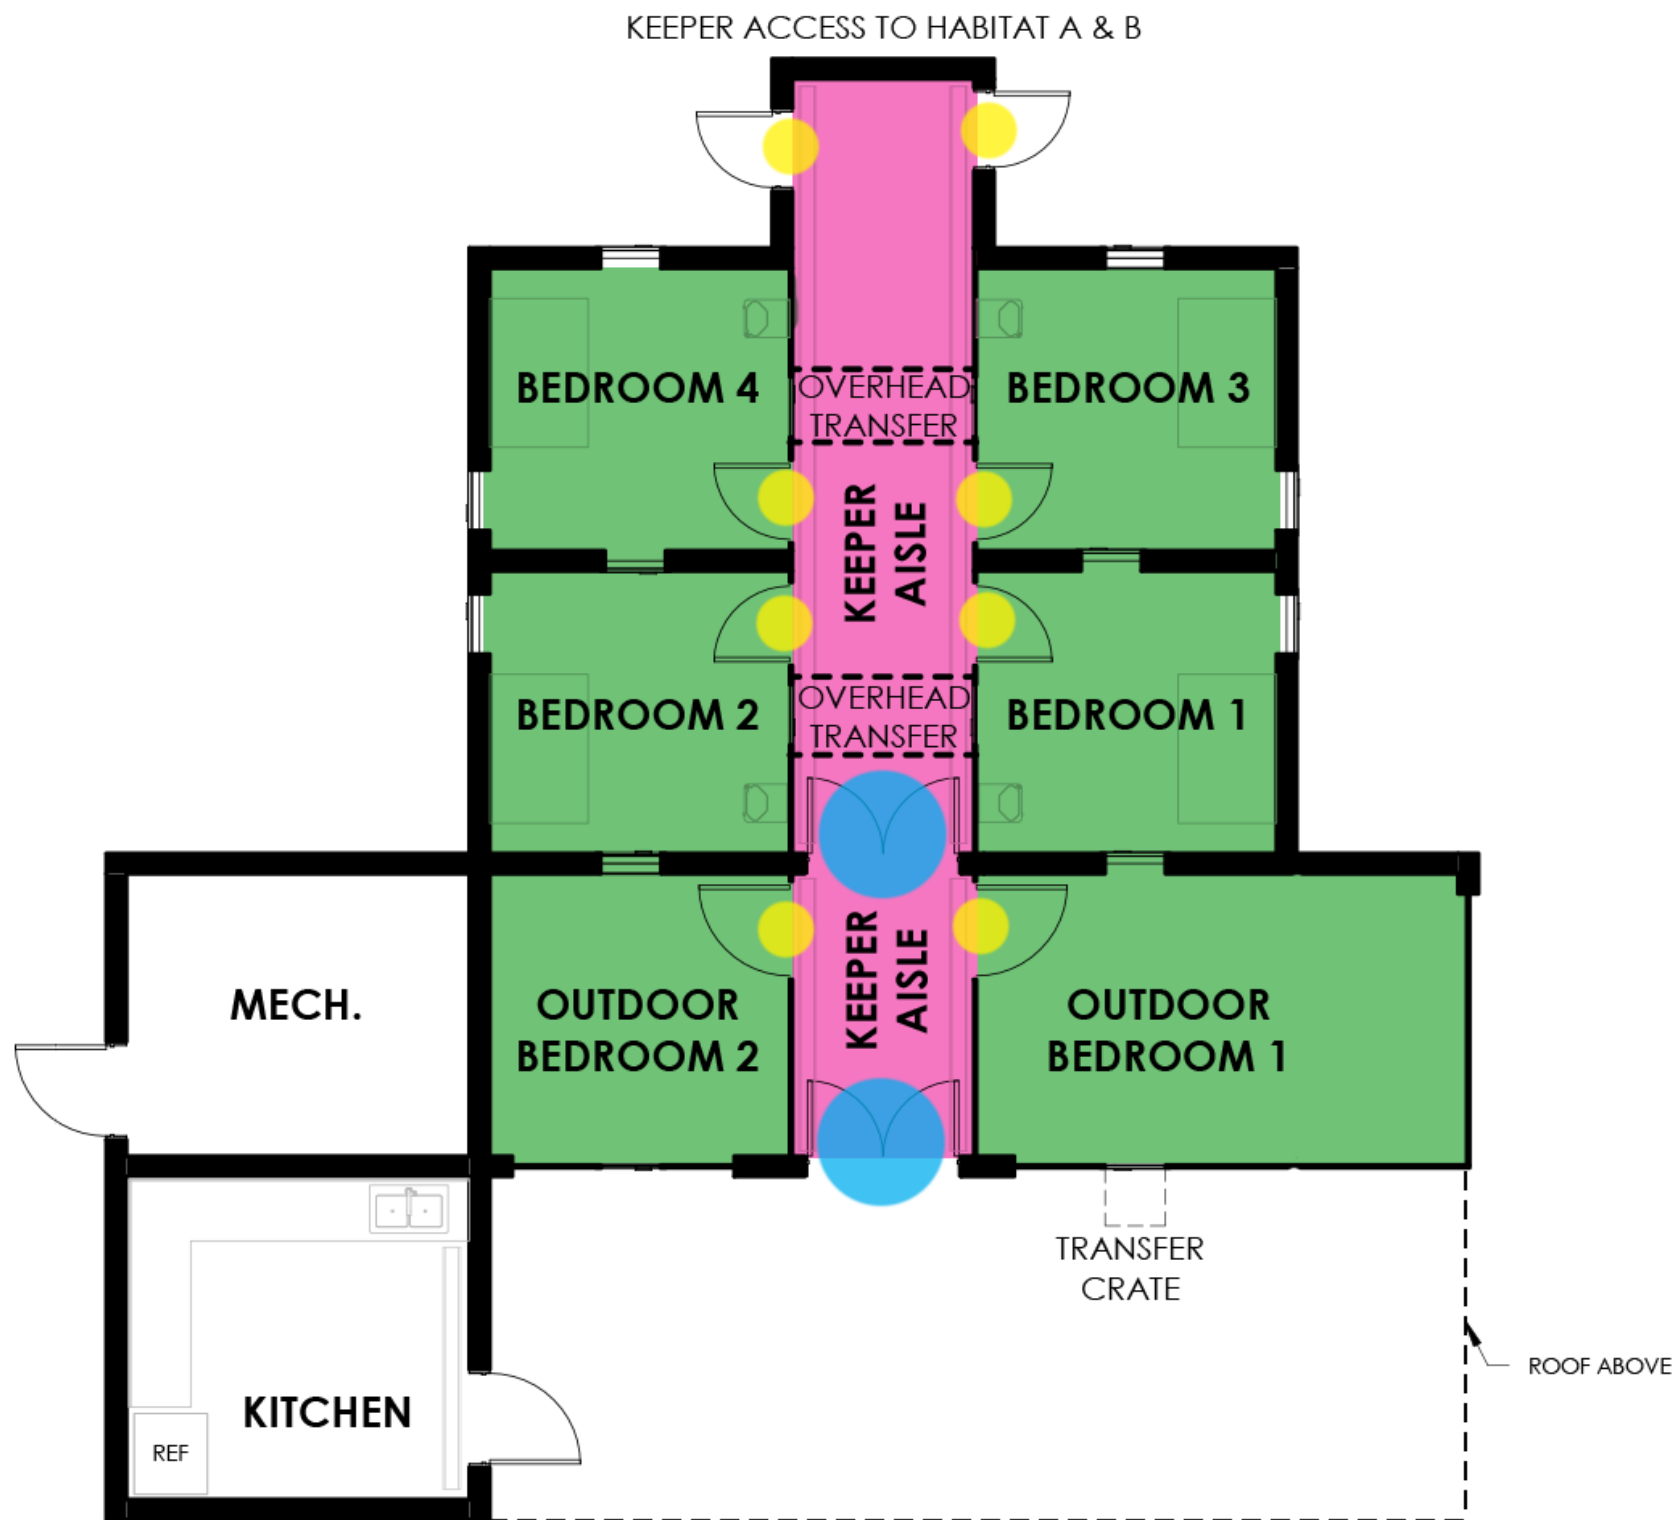 KEEPER ACCESS TO HABITAT A & B
BEDROOM 4
OVERHEAD
TRANSFER
BEDROOM 3
KEEPER
AISLE
BEDROOM 2
OVERHEAD
TRANSFER
BEDROOM 1
MECH.
OUTDOOR
BEDROOM 2
KEEPER
AISLE
OUTDOOR
BEDROOM 1
TRANSFER
CRATE
ROOF ABOVE
KITCHEN
REF